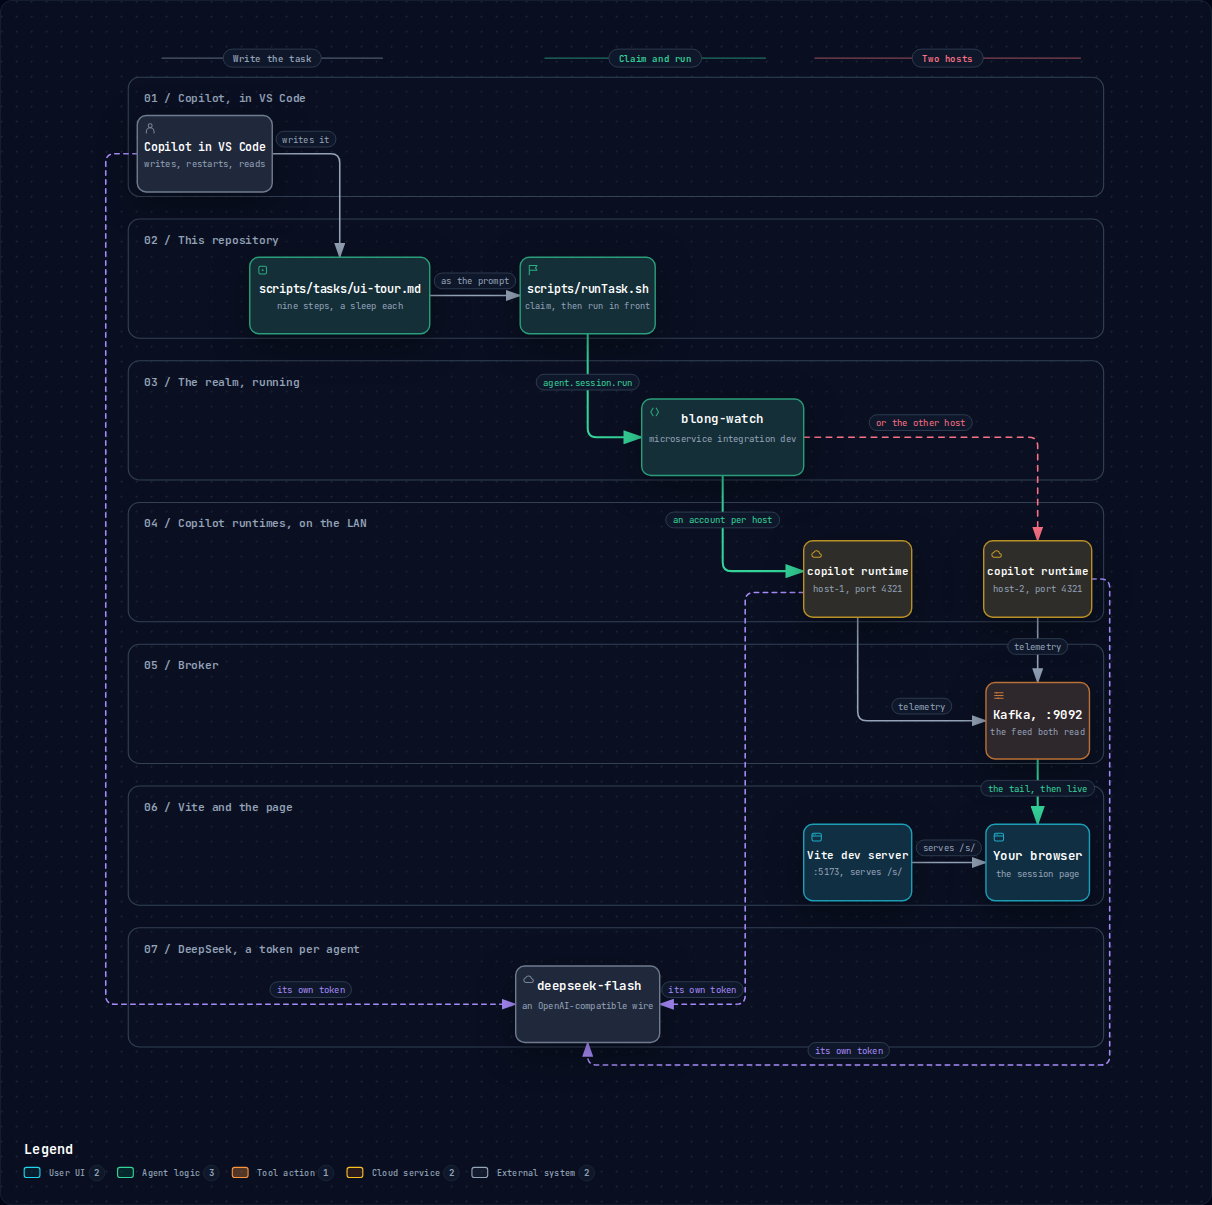 Write the task
Claim and run
Two hosts
01 / Copilot, in VS Code
Copilot in VS Code
writes, restarts, reads
writes it
02 / This repository
scripts/tasks/ui-tour.md
nine steps, a sleep each
as the prompt
scripts/runTask.sh
claim, then run in front
03 / The realm, running
agent.session.run
blong-watch
microservice integration dev
or the other host
04 / Copilot runtimes, on the LAN
an account per host
copilot runtime
host-1, port 4321
copilot runtime
host-2, port 4321
05 / Broker
telemetry
telemetry
Kafka, :9092
the feed both read
06 / Vite and the page
the tail, then live
Vite dev server
:5173, serves /s/
serves /s/
Your browser
the session page
07 / DeepSeek, a token per agent
its own token
deepseek-flash
an OpenAI-compatible wire
its own token
its own token
Legend
User UI 2
Agent logic 3
Tool action 1
Cloud service 2
External system 2